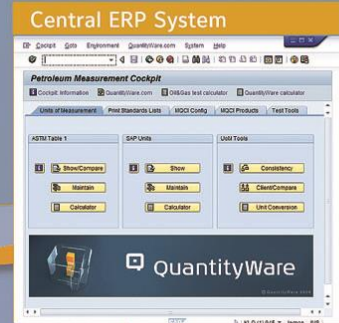 Central ERP System
Cockpit Goto Environment QuantityWare.com System Help
Petroleum Measurement Cockpit
Cockpit Information QuantityWare.com Oil&Gas test calculator QuantityWare calculator
Units of Measurement Print Standards Lists MQCI Config MQCI Products Test Tools
ASTM Table 1 SAP Units UoM Tools
Show/Compare Show Consistency
Maintain Maintain Client/Compare
Calculator Calculator Unit Conversion
QuantityWare